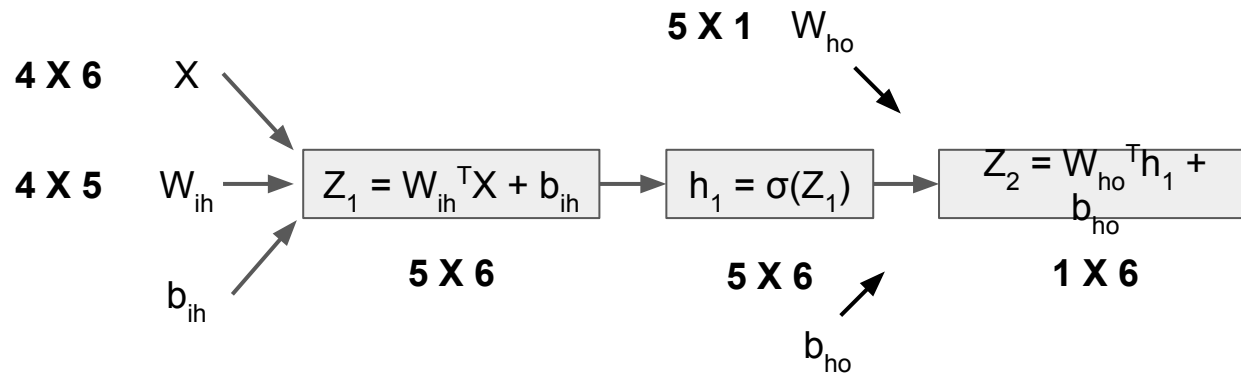 5 X 1 W_ho
4 X 6 X
4 X 5 W_ih
Z_1 = W_ih^T X + b_ih
h_1 = σ(Z_1)
Z_2 = W_ho^T h_1 +
b_ho
5 X 6
5 X 6
1 X 6
b_ih
b_ho